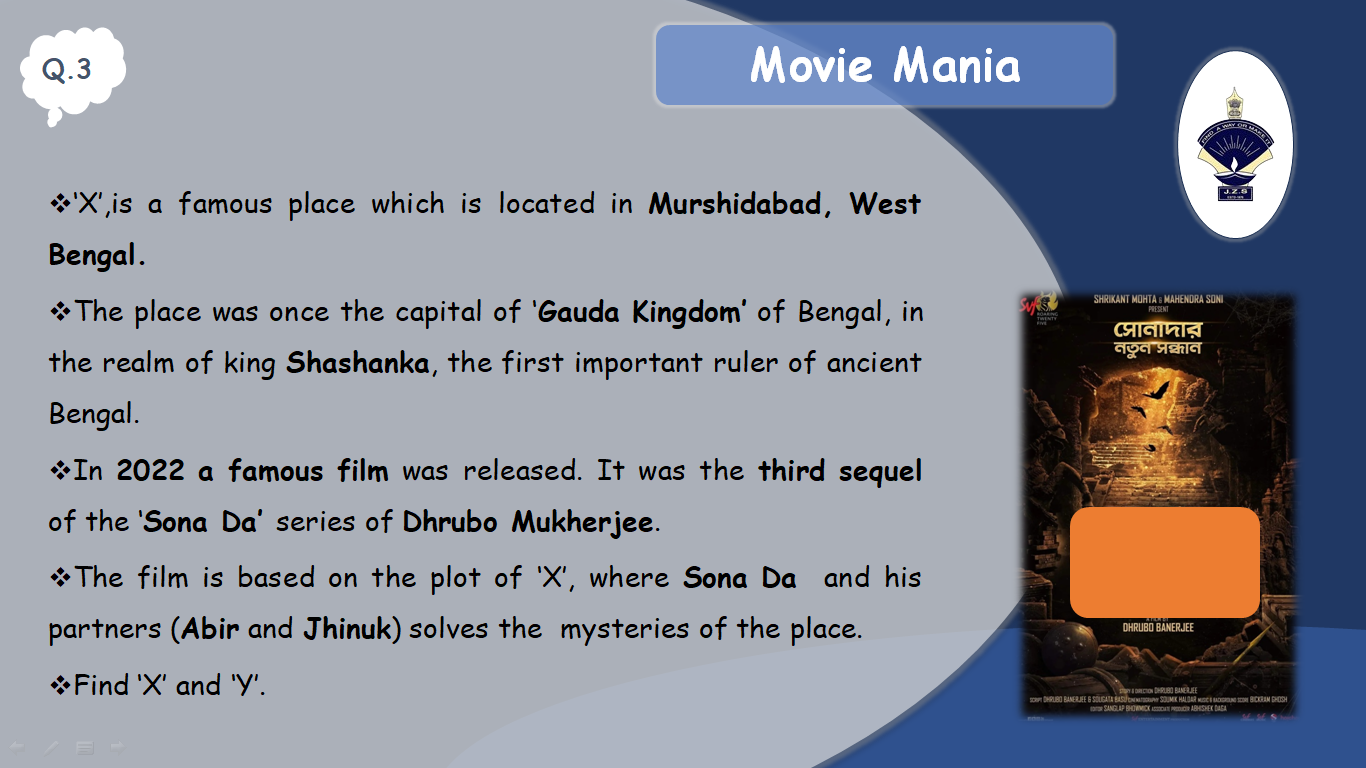 Q.3
Movie Mania
FIND A WAY OR MAKE IT
J.Z.S
❖‘X’,is a famous place which is located in Murshidabad, West
Bengal.
❖The place was once the capital of ‘Gauda Kingdom’ of Bengal, in
the realm of king Shashanka, the first important ruler of ancient
Bengal.
❖In 2022 a famous film was released. It was the third sequel
of the ‘Sona Da’ series of Dhrubo Mukherjee.
❖The film is based on the plot of ‘X’, where Sona Da and his
partners (Abir and Jhinuk) solves the mysteries of the place.
❖Find ‘X’ and ‘Y’.
SVF
ROARING
TWENTY
FIVE
SHRIKANT MOHTA & MAHENDRA SONI
PRESENT
সোনাদার
নতুন সন্ধান
A FILM BY
DHRUBO BANERJEE
STORY & DIRECTION DHRUBO BANERJEE
SCRIPT DHRUBO BANERJEE & SOUGATA BASU CINEMATOGRAPHY SOUMIK HALDAR MUSIC & BACKGROUND SCORE BICKRAM GHOSH
EDITOR SANGLAP BHOWMICK ASSOCIATE PRODUCER ABHISHEK DAGA